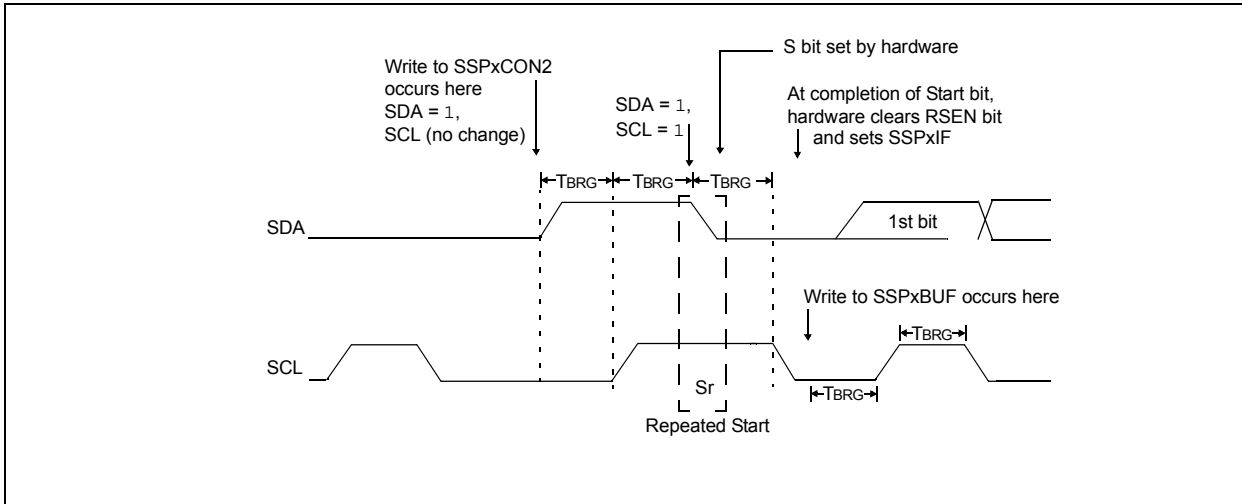 S bit set by hardware
Write to SSPxCON2
occurs here
SDA = 1,
SCL (no change)
SDA = 1,
SCL = 1
At completion of Start bit,
hardware clears RSEN bit
and sets SSPxIF
TBRG
TBRG
TBRG
SDA
1st bit
Write to SSPxBUF occurs here
TBRG
SCL
Sr
TBRG
Repeated Start